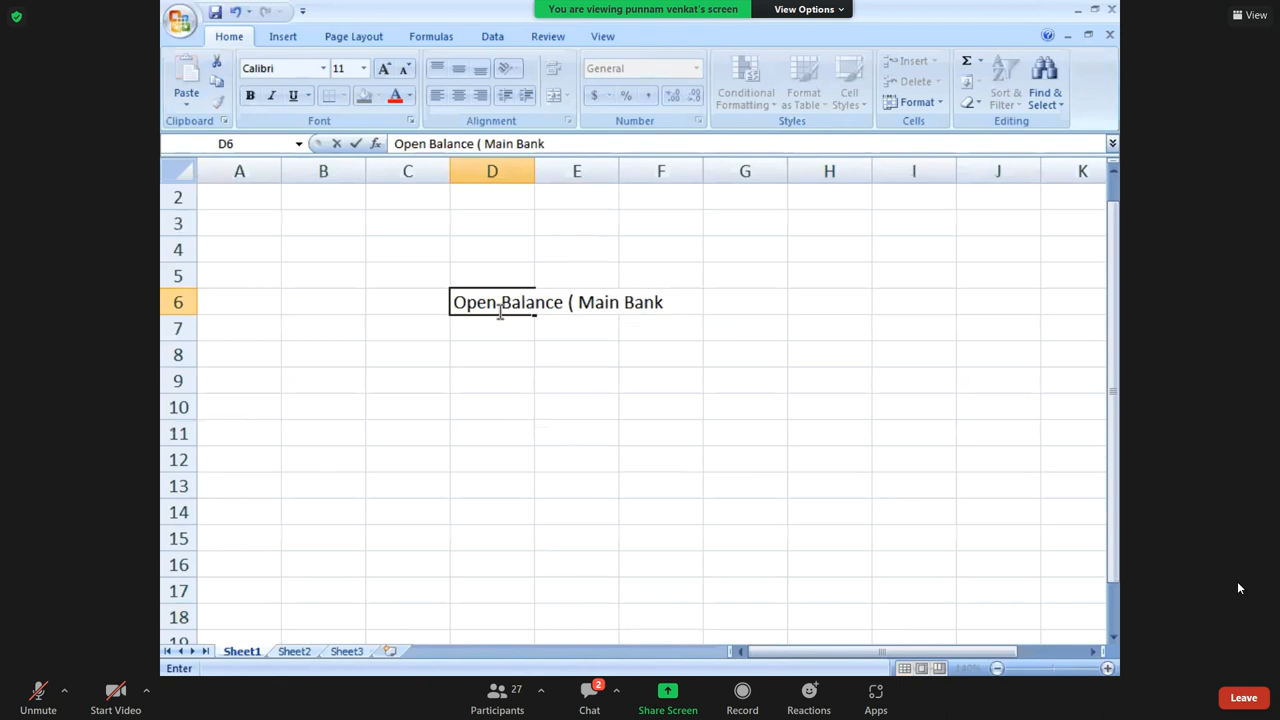 You are viewing punnam venkat's screen
View Options
View
Home
Insert
Page Layout
Formulas
Data
Review
View
Paste
Calibri
11
A
A
B
I
U
A
General
$
%
,
Conditional
Formatting
Format
as Table
Cell
Styles
Insert
Delete
Format
Σ
Sort &
Filter
Find &
Select
Clipboard
Font
Alignment
Number
Styles
Cells
Editing
D6
fx
Open Balance ( Main Bank
A
B
C
D
E
F
G
H
I
J
K
2
3
4
5
6
Open Balance ( Main Bank
7
8
9
10
11
12
13
14
15
16
17
18
19
Sheet1
Sheet2
Sheet3
Enter
140%
Unmute
Start Video
27
Participants
2
Chat
Share Screen
Record
Reactions
Apps
Leave